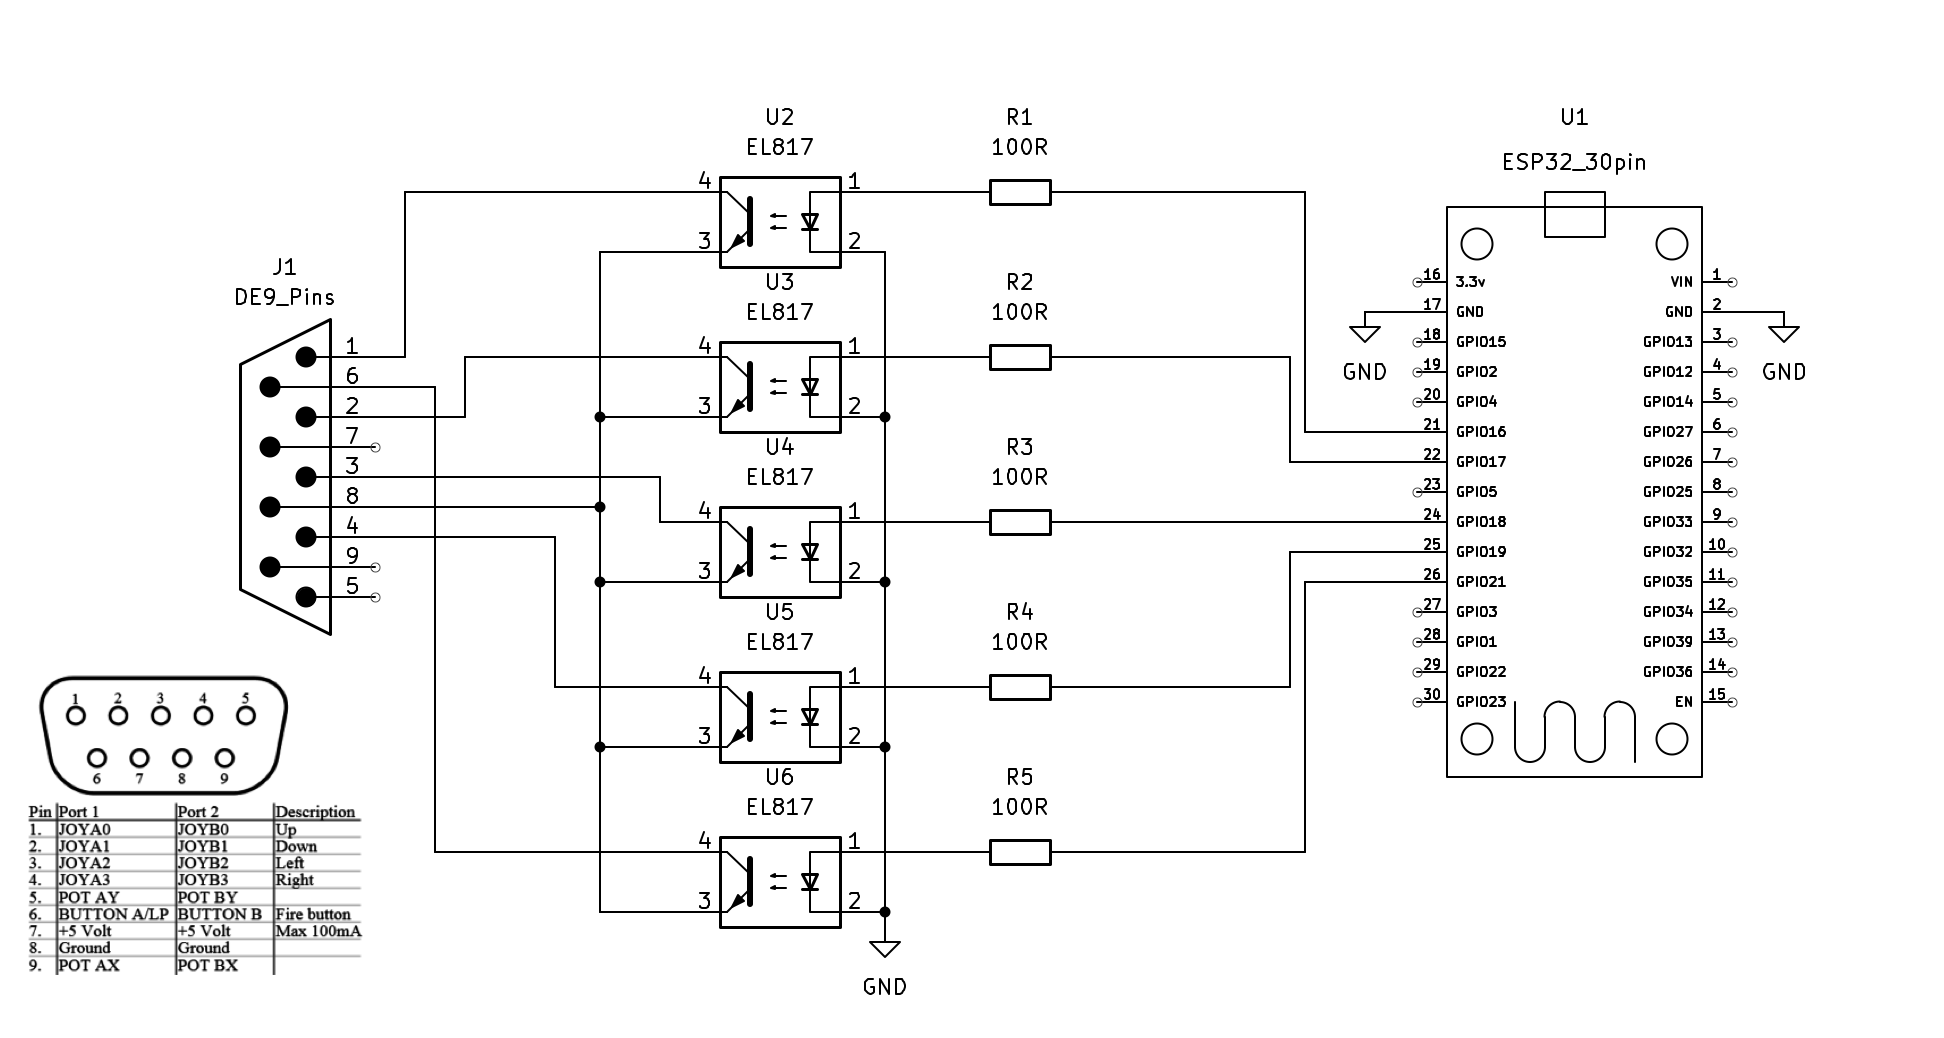 U2
EL817
4
1
3
2
U3
EL817
4
1
3
2
U4
EL817
4
1
3
2
U5
EL817
4
1
3
2
U6
EL817
4
1
3
2
GND
R1
100R
R2
100R
R3
100R
R4
100R
R5
100R
U1
ESP32_30pin
16 3.3v VIN 1
17 GND GND 2
18 GPIO15 GPIO13 3
19 GPIO2 GPIO12 4
20 GPIO4 GPIO14 5
21 GPIO16 GPIO27 6
22 GPIO17 GPIO26 7
23 GPIO5 GPIO25 8
24 GPIO18 GPIO33 9
25 GPIO19 GPIO32 10
26 GPIO21 GPIO35 11
27 GPIO3 GPIO34 12
28 GPIO1 GPIO39 13
29 GPIO22 GPIO36 14
30 GPIO23 EN 15
GND
GND
J1
DE9_Pins
1
6
2
7
3
8
4
9
5
1 2 3 4 5
6 7 8 9
Pin Port 1 Port 2 Description
1. JOYA0 JOYB0 Up
2. JOYA1 JOYB1 Down
3. JOYA2 JOYB2 Left
4. JOYA3 JOYB3 Right
5. POT AY POT BY
6. BUTTON A/LP BUTTON B Fire button
7. +5 Volt +5 Volt Max 100mA
8. Ground Ground
9. POT AX POT BX